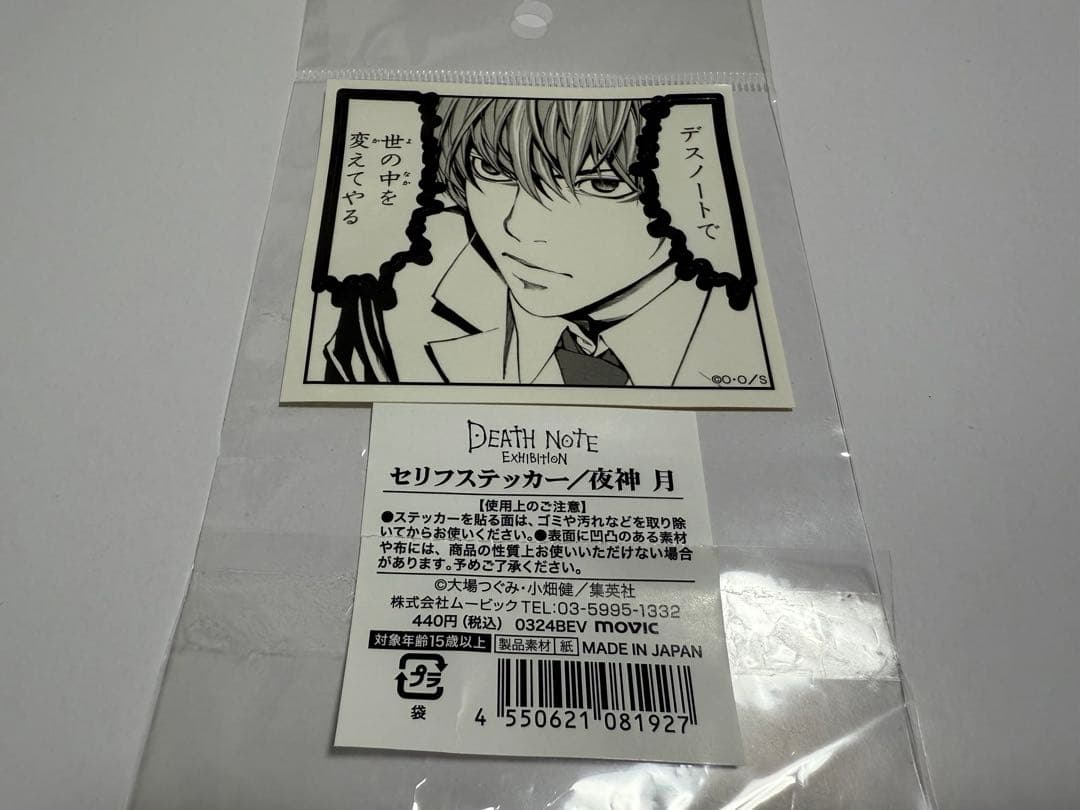 デスノートで
世の中を
変えてやる
よ
なか
か
©O・O/S
DEATH NOTE
EXHIBITION
セリフステッカー/夜神 月
【使用上のご注意】
●ステッカーを貼る面は、ゴミや汚れなどを取り除
いてからお使いください。●表面に凹凸のある素材
や布には、商品の性質上お使いいただけない場合
があります。予めご了承ください。
©大場つぐみ・小畑健/集英社
株式会社ムービック TEL:03-5995-1332
440円(税込) 0324BEV movic
対象年齢15歳以上 製品素材 紙 MADE IN JAPAN
プラ
袋
4 550621 081927